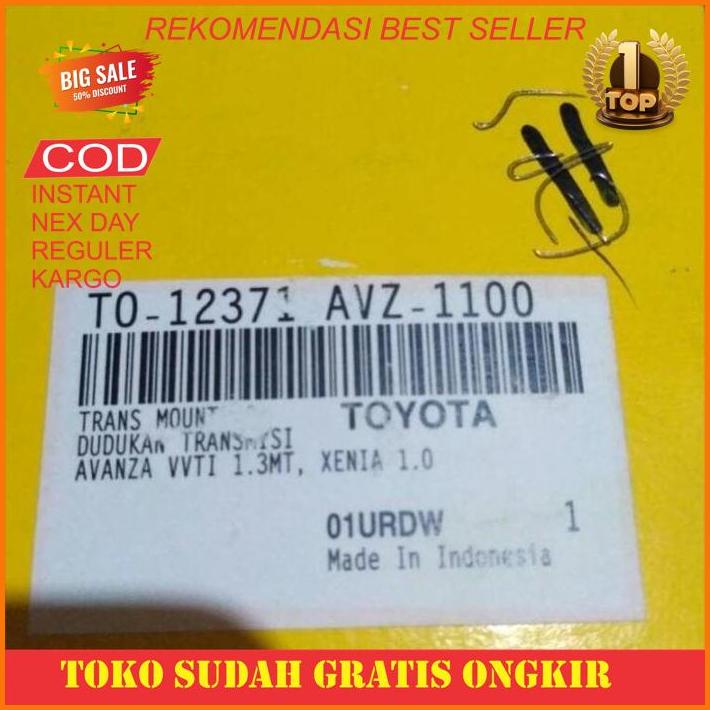 REKOMENDASI BEST SELLER
BIG SALE
50% DISCOUNT
1
TOP
COD
INSTANT
NEX DAY
REGULER
KARGO
TO-12371 AVZ-1100
TRANS MOUNT
TOYOTA
DUDUKAN TRANSMISI
AVANZA VVTI 1.3MT, XENIA 1.0
01URDW 1
Made In Indonesia
TOKO SUDAH GRATIS ONGKIR